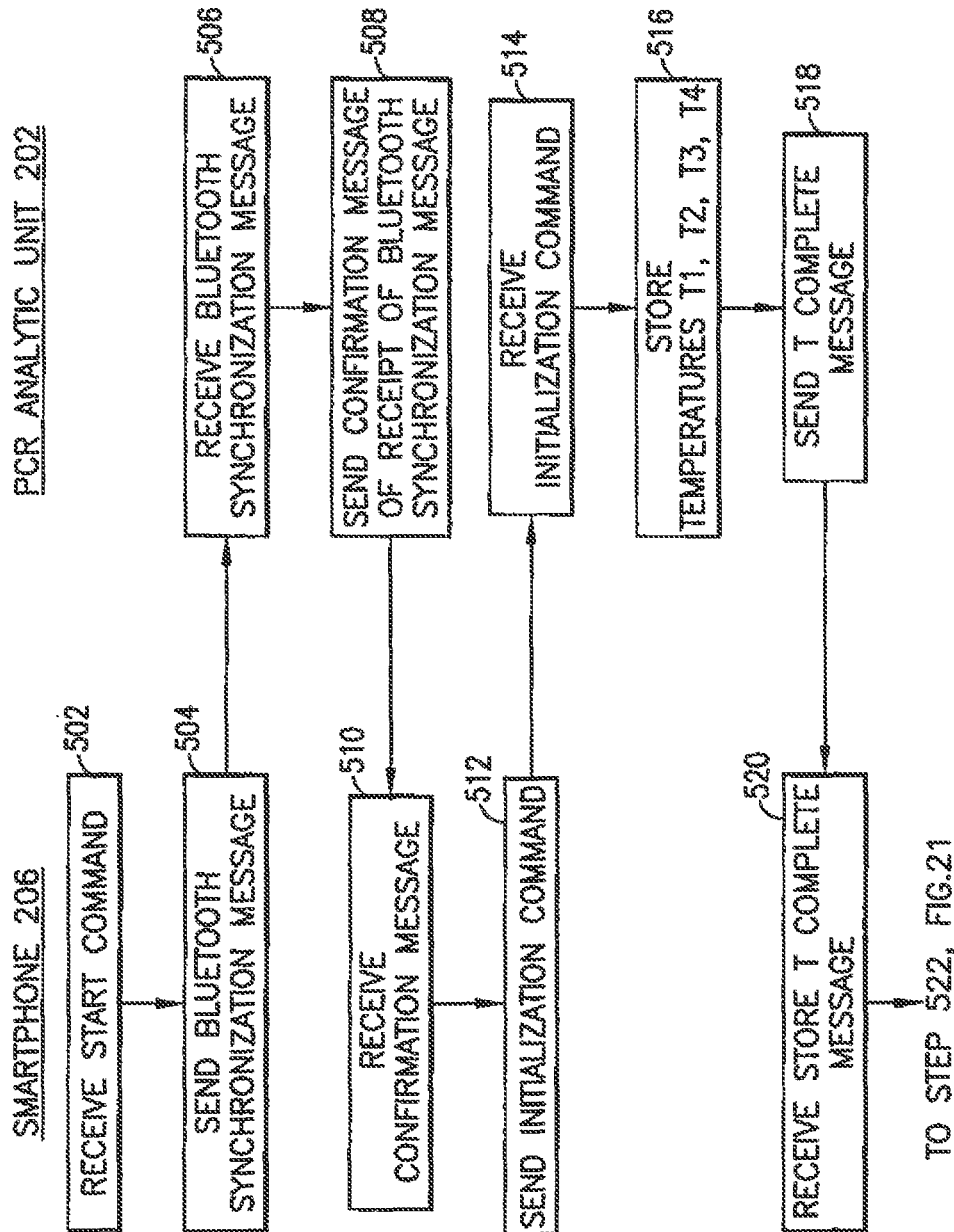 SMARTPHONE 206
PCR ANALYTIC UNIT 202
502
RECEIVE START COMMAND
504
SEND BLUETOOTH
SYNCHRONIZATION MESSAGE
506
RECEIVE BLUETOOTH
SYNCHRONIZATION MESSAGE
508
SEND CONFIRMATION MESSAGE
OF RECEIPT OF BLUETOOTH
SYNCHRONIZATION MESSAGE
510
RECEIVE
CONFIRMATION MESSAGE
512
SEND INITIALIZATION COMMAND
514
RECEIVE
INITIALIZATION COMMAND
516
STORE
TEMPERATURES T1, T2, T3, T4
518
SEND T COMPLETE
MESSAGE
520
RECEIVE STORE T COMPLETE
MESSAGE
TO STEP 522, FIG.21